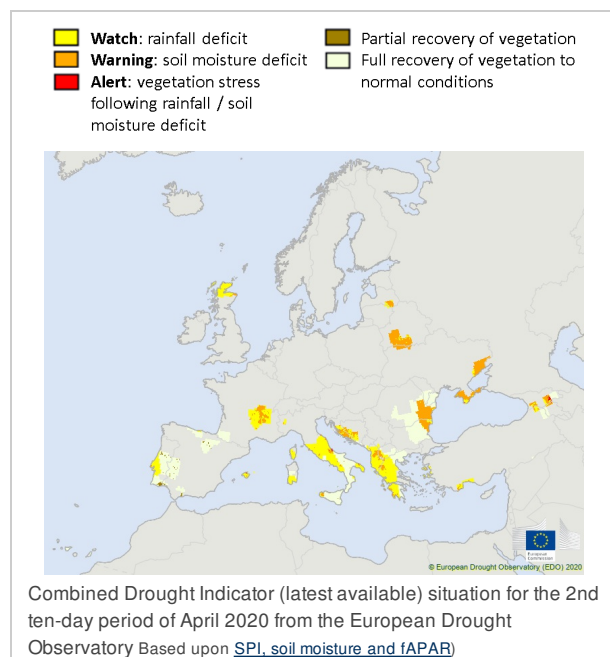 Watch: rainfall deficit
Warning: soil moisture deficit
Alert: vegetation stress
following rainfall / soil
moisture deficit
Partial recovery of vegetation
Full recovery of vegetation to
normal conditions
European
Commission
© European Drought Observatory (EDO) 2020
Combined Drought Indicator (latest available) situation for the 2nd
ten-day period of April 2020 from the European Drought
Observatory Based upon SPI, soil moisture and fAPAR)